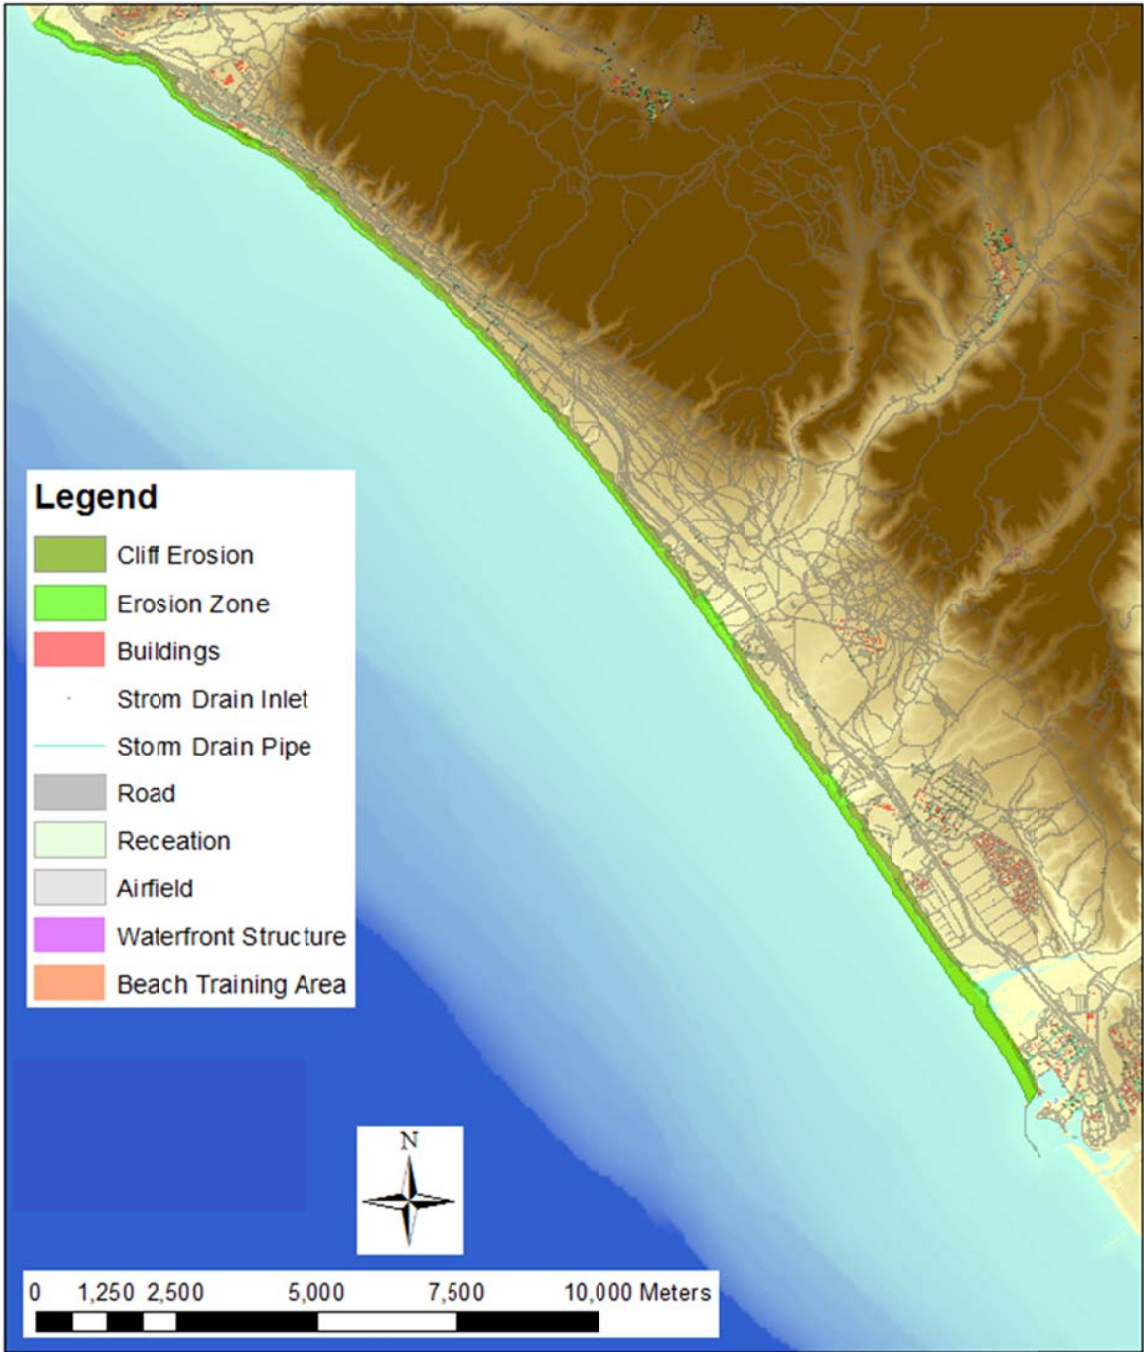 Legend
Cliff Erosion
Erosion Zone
Buildings
Strom Drain Inlet
Storm Drain Pipe
Road
Receation
Airfield
Waterfront Structure
Beach Training Area
N
0 1,250 2,500 5,000 7,500 10,000 Meters